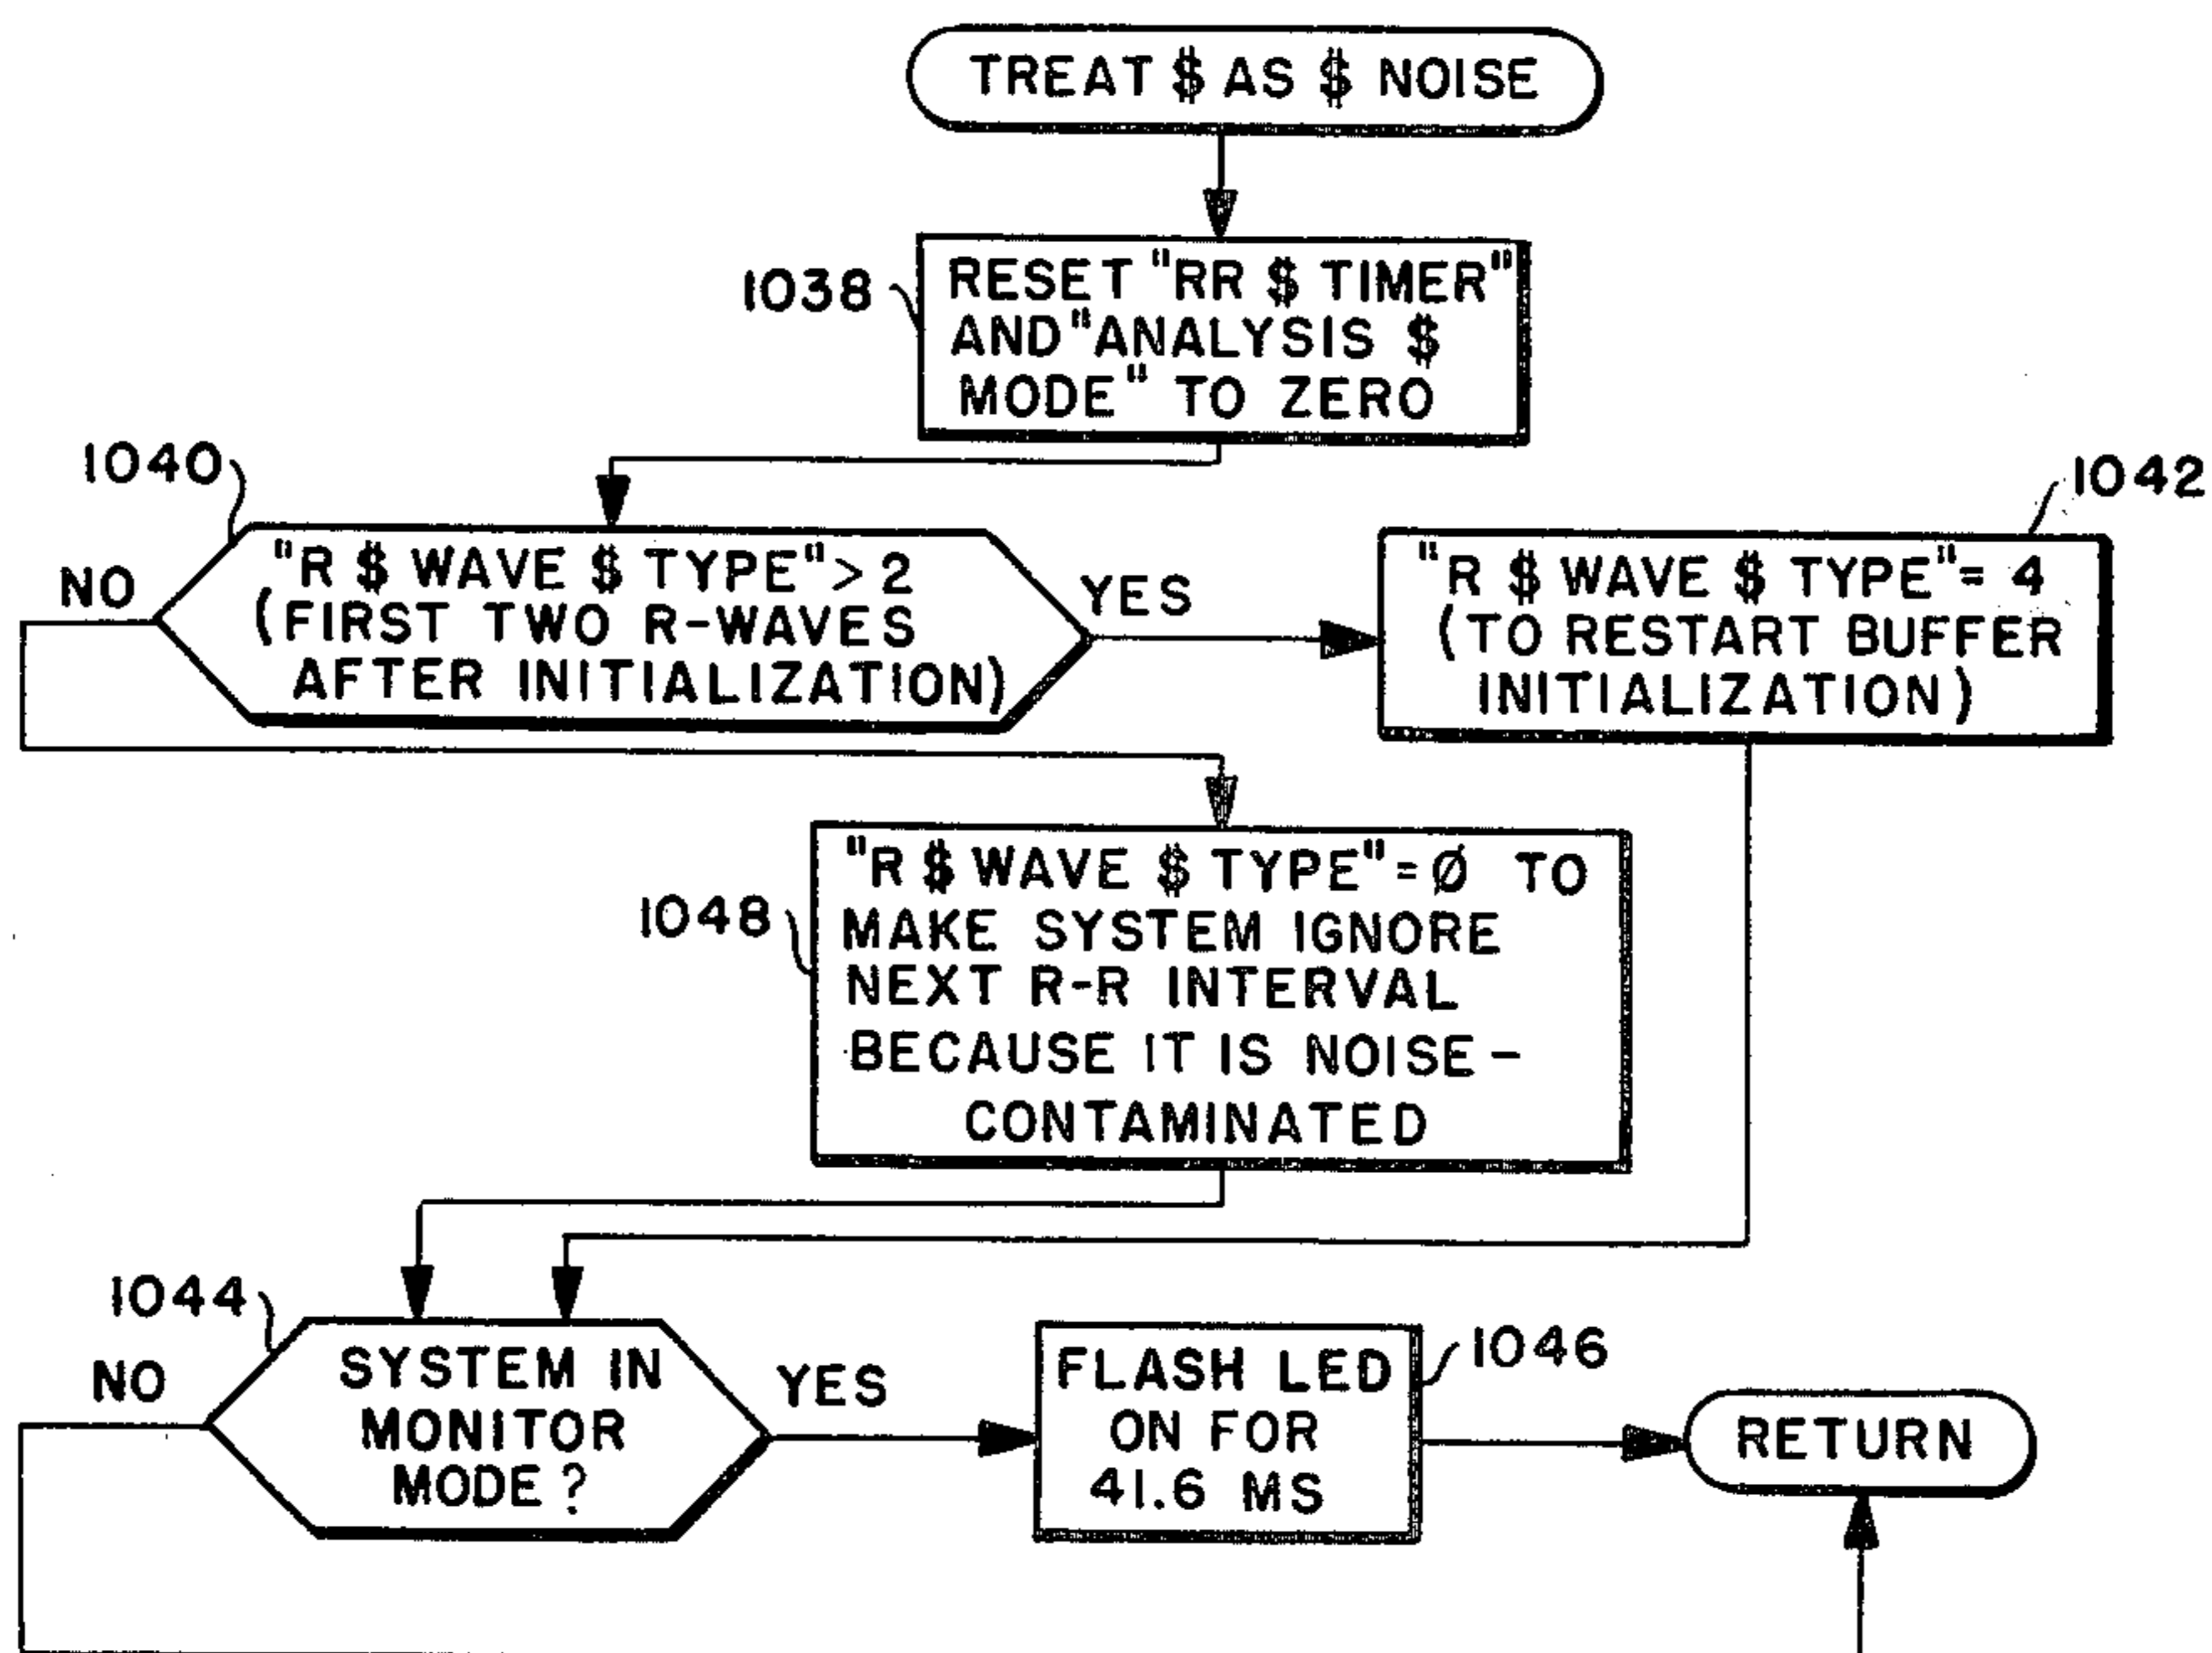 TREAT $ AS $ NOISE
1038
RESET "RR $ TIMER"
AND "ANALYSIS $
MODE" TO ZERO
1040
1042
NO
"R $ WAVE $ TYPE" > 2
(FIRST TWO R-WAVES
AFTER INITIALIZATION)
YES
"R $ WAVE $ TYPE" = 4
(TO RESTART BUFFER
INITIALIZATION)
1048
"R $ WAVE $ TYPE" = Ø TO
MAKE SYSTEM IGNORE
NEXT R-R INTERVAL
BECAUSE IT IS NOISE-
CONTAMINATED
1044
NO
SYSTEM IN
MONITOR
MODE?
YES
FLASH LED
ON FOR
41.6 MS
1046
RETURN